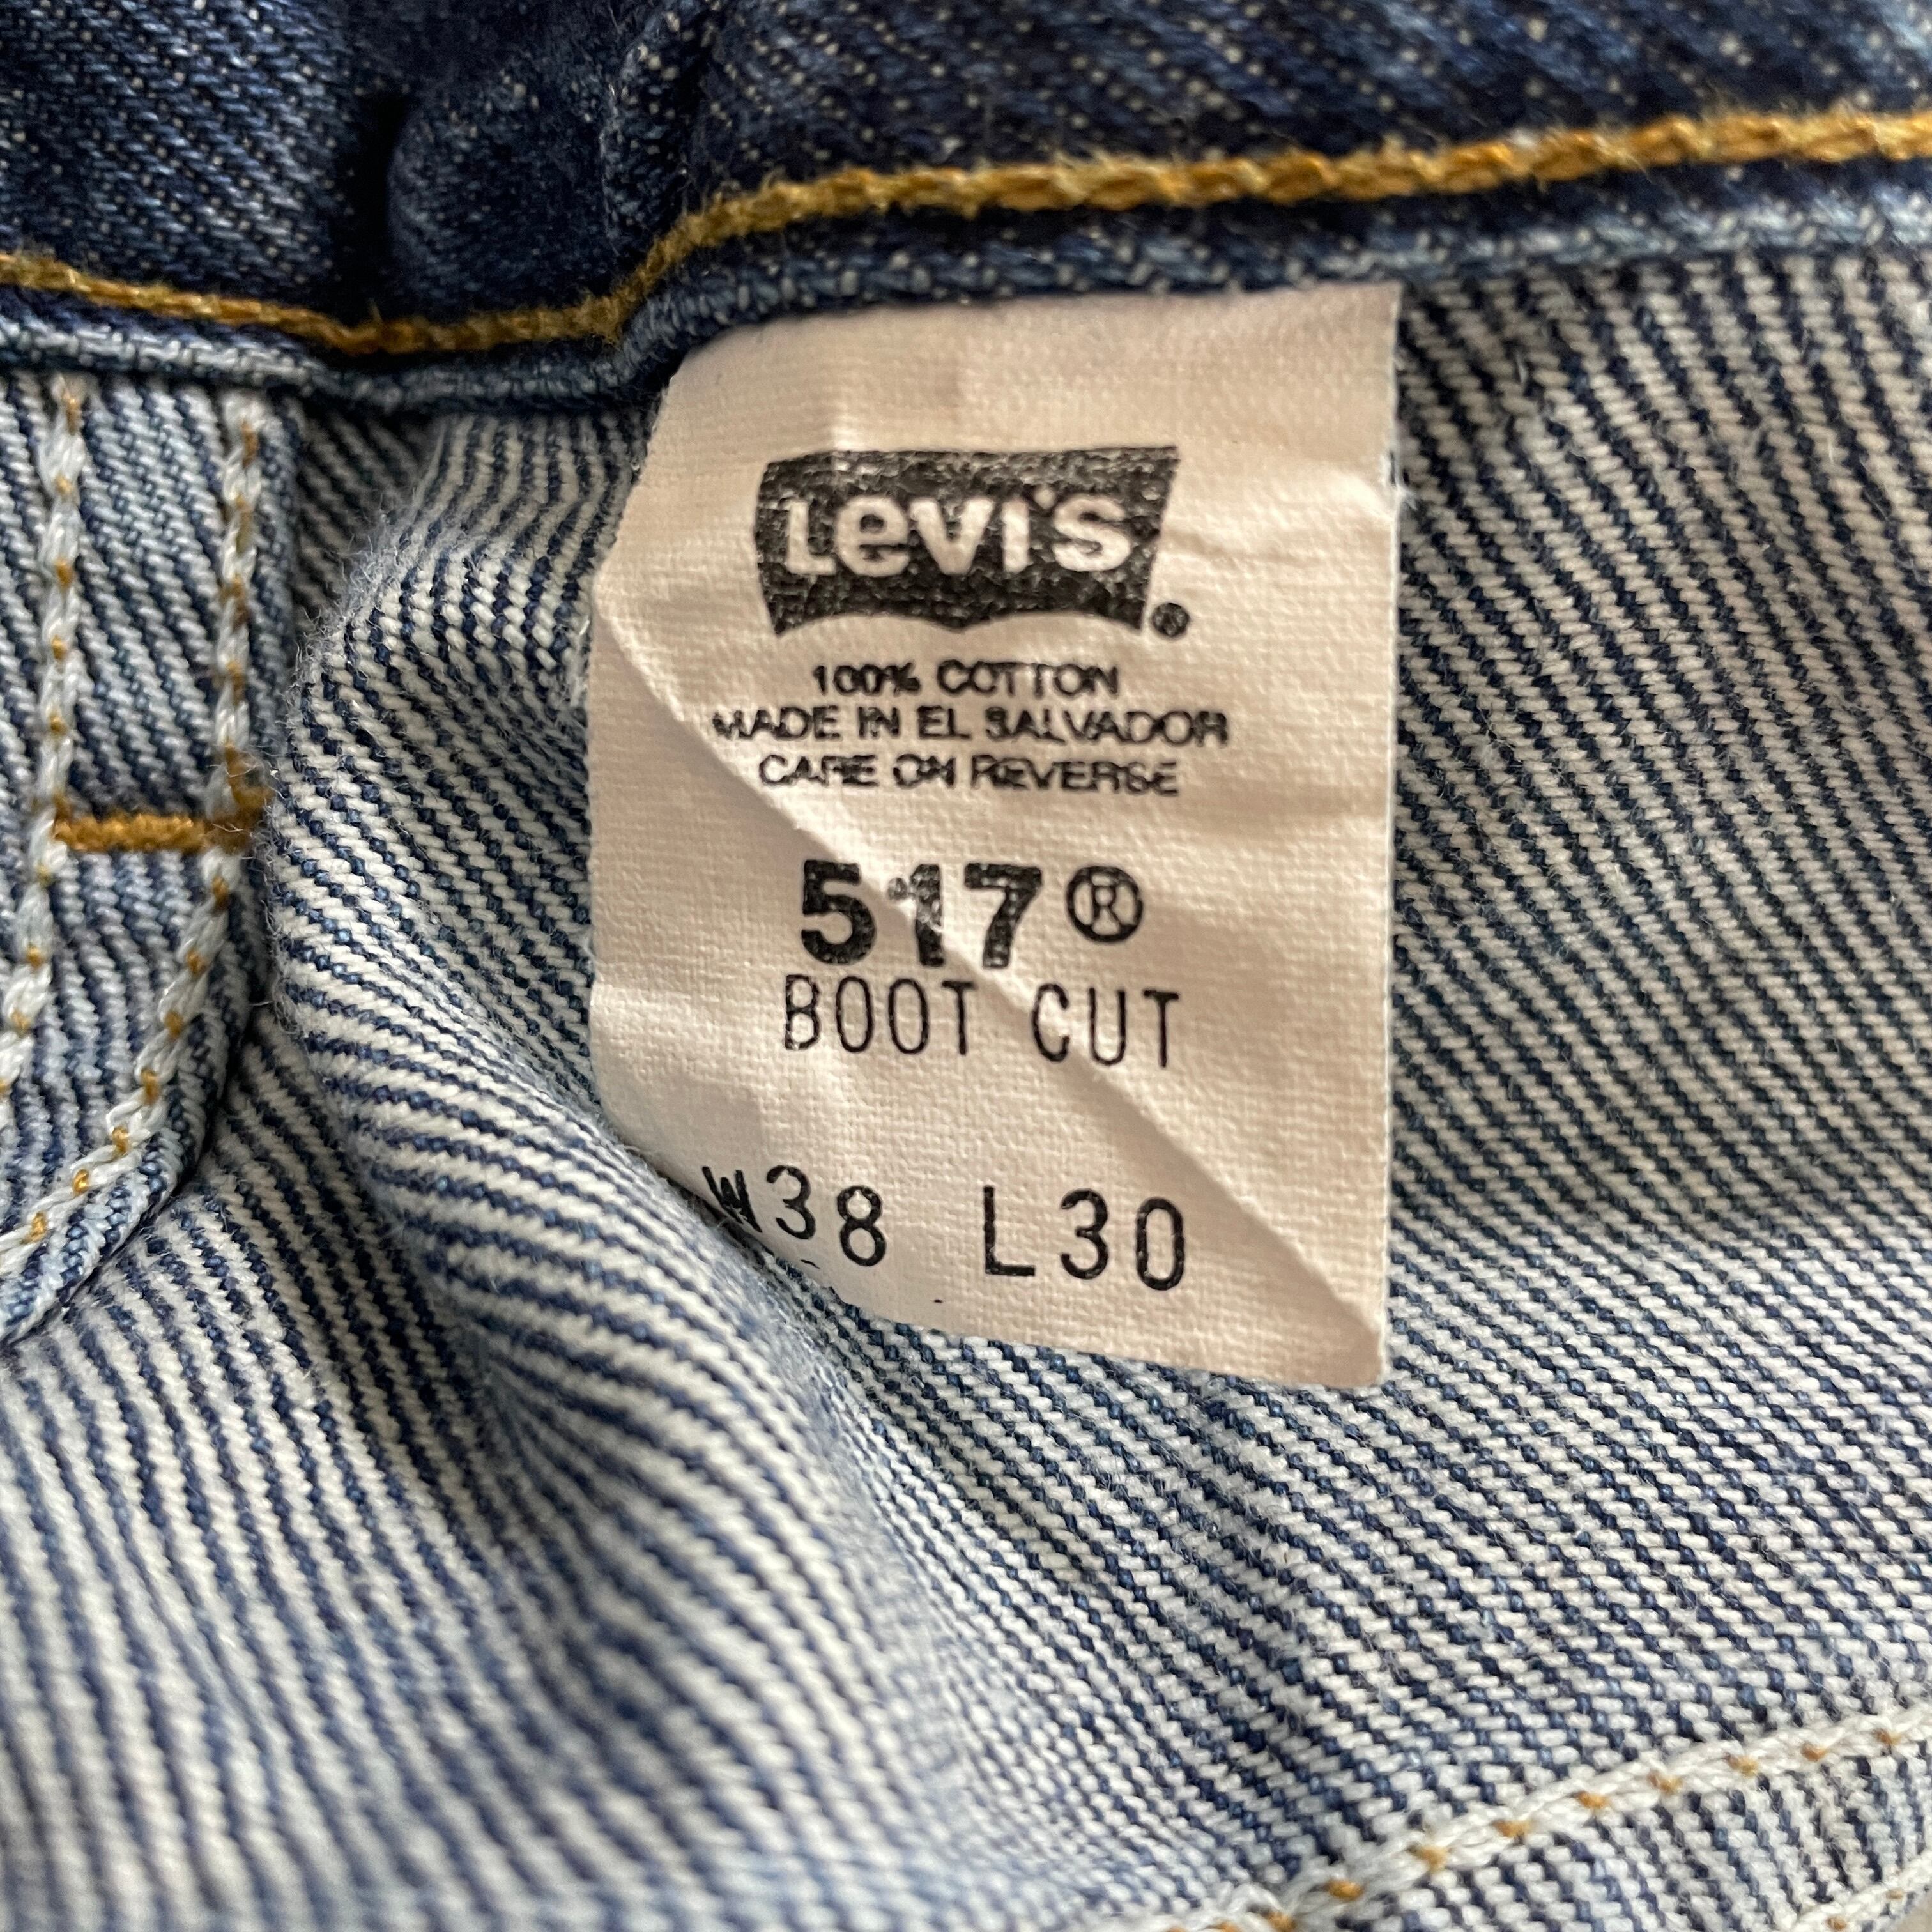 Levi's®
100% COTTON
MADE IN EL SALVADOR
CARE ON REVERSE
517®
BOOT CUT
W38 L30